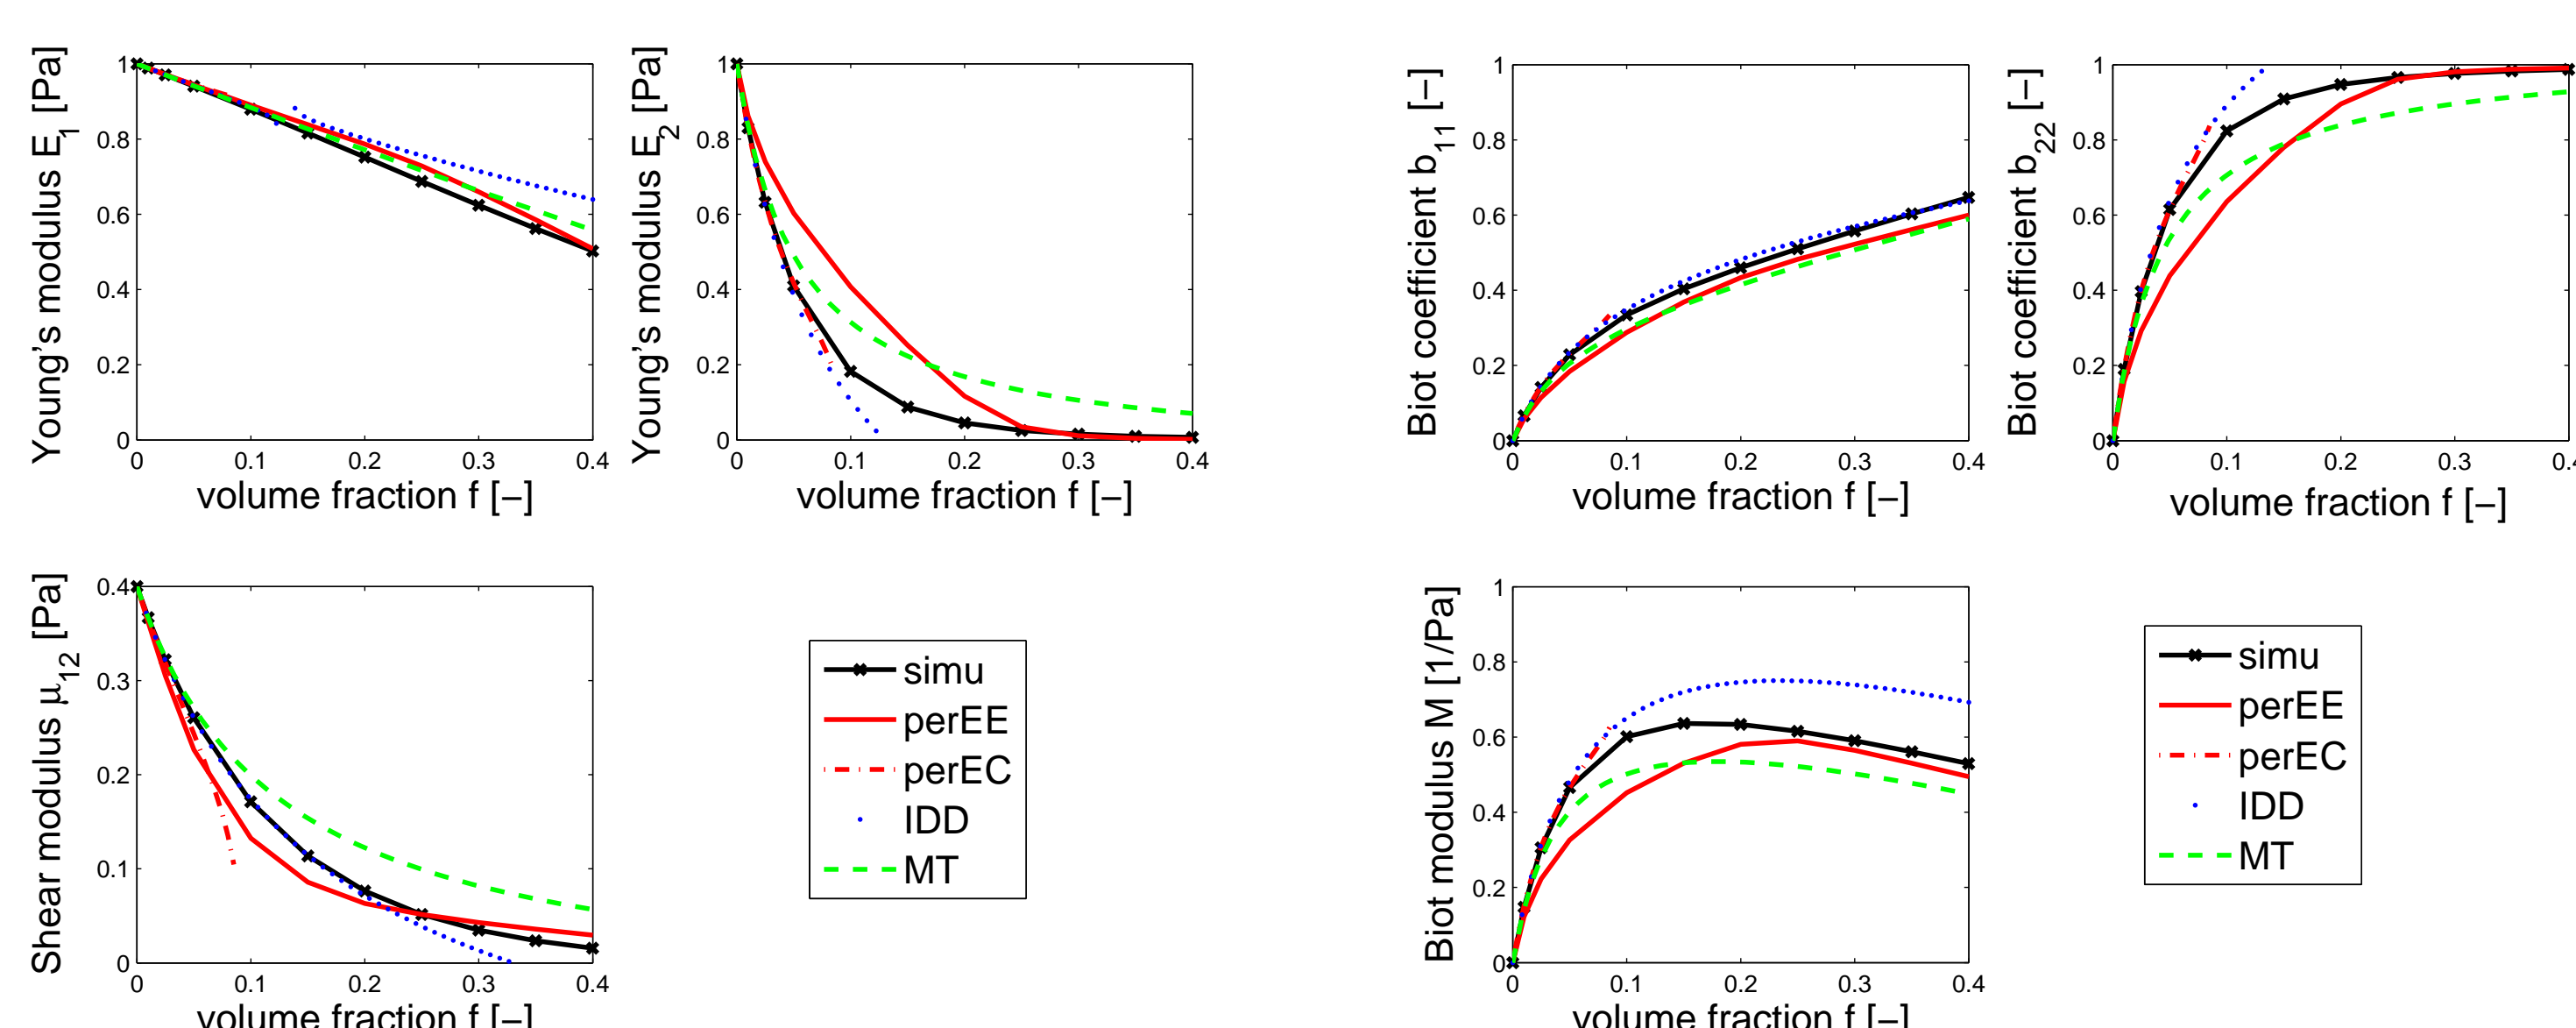 Young's modulus E1 [Pa]
1
0.8
0.6
0.4
0.2
0
0 0.1 0.2 0.3 0.4
volume fraction f [–]
Young's modulus E2 [Pa]
1
0.8
0.6
0.4
0.2
0
0 0.1 0.2 0.3 0.4
volume fraction f [–]
Biot coefficient b11 [–]
1
0.8
0.6
0.4
0.2
0
0 0.1 0.2 0.3 0.4
volume fraction f [–]
Biot coefficient b22 [–]
1
0.8
0.6
0.4
0.2
0
0 0.1 0.2 0.3 0.4
volume fraction f [–]
Shear modulus μ12 [Pa]
0.4
0.3
0.2
0.1
0
0 0.1 0.2 0.3 0.4
volume fraction f [–]
simu
perEE
perEC
IDD
MT
Biot modulus M [1/Pa]
1
0.8
0.6
0.4
0.2
0
0 0.1 0.2 0.3 0.4
volume fraction f [–]
simu
perEE
perEC
IDD
MT